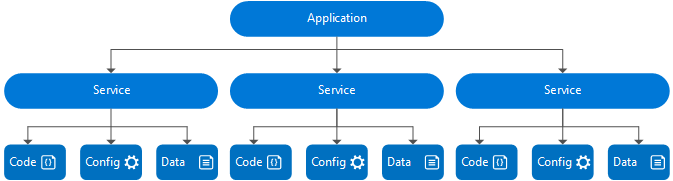 Application
Service Service Service
Code Config Data Code Config Data Code Config Data